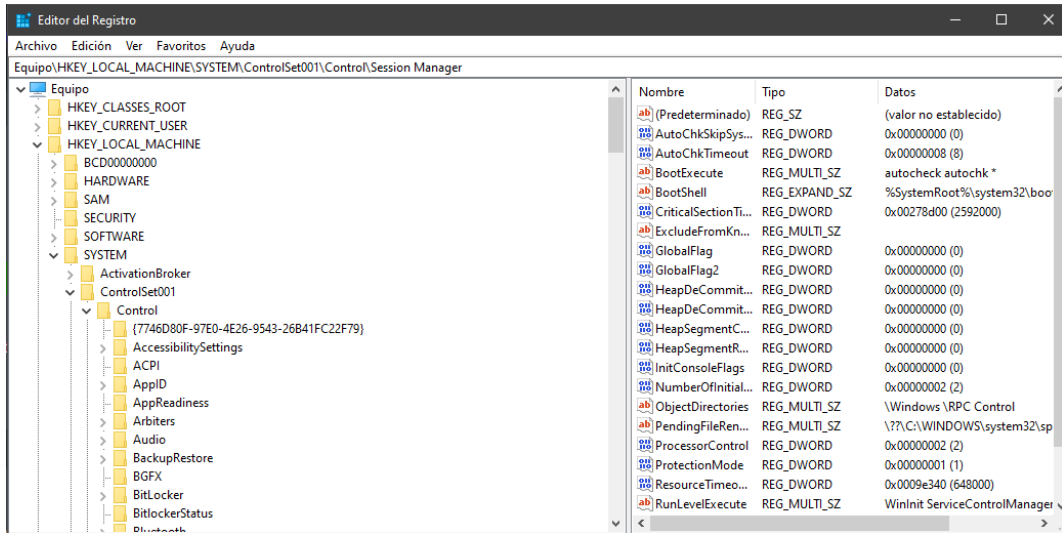 Editor del Registro
Archivo Edición Ver Favoritos Ayuda
Equipo\HKEY_LOCAL_MACHINE\SYSTEM\ControlSet001\Control\Session Manager
Equipo
HKEY_CLASSES_ROOT
HKEY_CURRENT_USER
HKEY_LOCAL_MACHINE
BCD00000000
HARDWARE
SAM
SECURITY
SOFTWARE
SYSTEM
ActivationBroker
ControlSet001
Control
{7746D80F-97E0-4E26-9543-26B41FC22F79}
AccessibilitySettings
ACPI
AppID
AppReadiness
Arbiters
Audio
BackupRestore
BGFX
BitLocker
BitlockerStatus
Bluetooth
Nombre Tipo Datos
(Predeterminado) REG_SZ (valor no establecido)
AutoChkSkipSys... REG_DWORD 0x00000000 (0)
AutoChkTimeout REG_DWORD 0x00000008 (8)
BootExecute REG_MULTI_SZ autocheck autochk *
BootShell REG_EXPAND_SZ %SystemRoot%\system32\boo
CriticalSectionTi... REG_DWORD 0x00278d00 (2592000)
ExcludeFromKn... REG_MULTI_SZ
GlobalFlag REG_DWORD 0x00000000 (0)
GlobalFlag2 REG_DWORD 0x00000000 (0)
HeapDeCommit... REG_DWORD 0x00000000 (0)
HeapDeCommit... REG_DWORD 0x00000000 (0)
HeapSegmentC... REG_DWORD 0x00000000 (0)
HeapSegmentR... REG_DWORD 0x00000000 (0)
InitConsoleFlags REG_DWORD 0x00000000 (0)
NumberOfInitial... REG_DWORD 0x00000002 (2)
ObjectDirectories REG_MULTI_SZ \Windows \RPC Control
PendingFileRen... REG_MULTI_SZ \??\C:\WINDOWS\system32\sp
ProcessorControl REG_DWORD 0x00000002 (2)
ProtectionMode REG_DWORD 0x00000001 (1)
ResourceTimeo... REG_DWORD 0x0009e340 (648000)
RunLevelExecute REG_MULTI_SZ WinInit ServiceControlManager